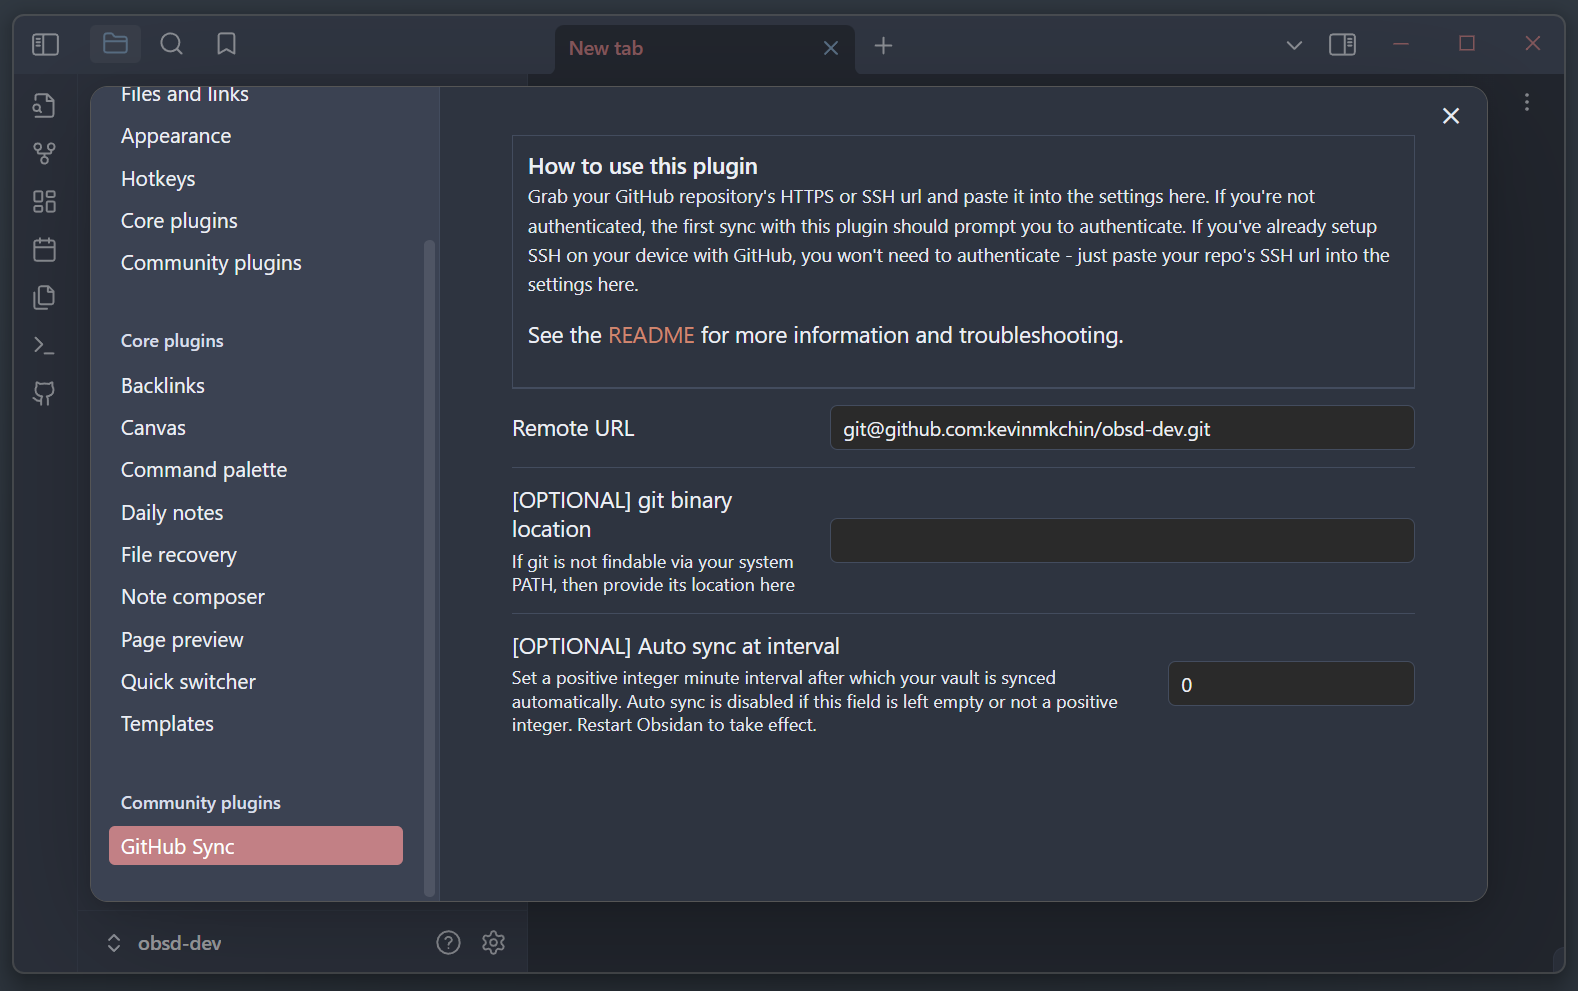 New tab
Files and links
Appearance
Hotkeys
Core plugins
Community plugins
Core plugins
Backlinks
Canvas
Command palette
Daily notes
File recovery
Note composer
Page preview
Quick switcher
Templates
Community plugins
GitHub Sync
How to use this plugin
Grab your GitHub repository's HTTPS or SSH url and paste it into the settings here. If you're not
authenticated, the first sync with this plugin should prompt you to authenticate. If you've already setup
SSH on your device with GitHub, you won't need to authenticate - just paste your repo's SSH url into the
settings here.
See the README for more information and troubleshooting.
Remote URL
git@github.com:kevinmkchin/obsd-dev.git
[OPTIONAL] git binary
location
If git is not findable via your system
PATH, then provide its location here
[OPTIONAL] Auto sync at interval
Set a positive integer minute interval after which your vault is synced
automatically. Auto sync is disabled if this field is left empty or not a positive
integer. Restart Obsidan to take effect.
0
obsd-dev